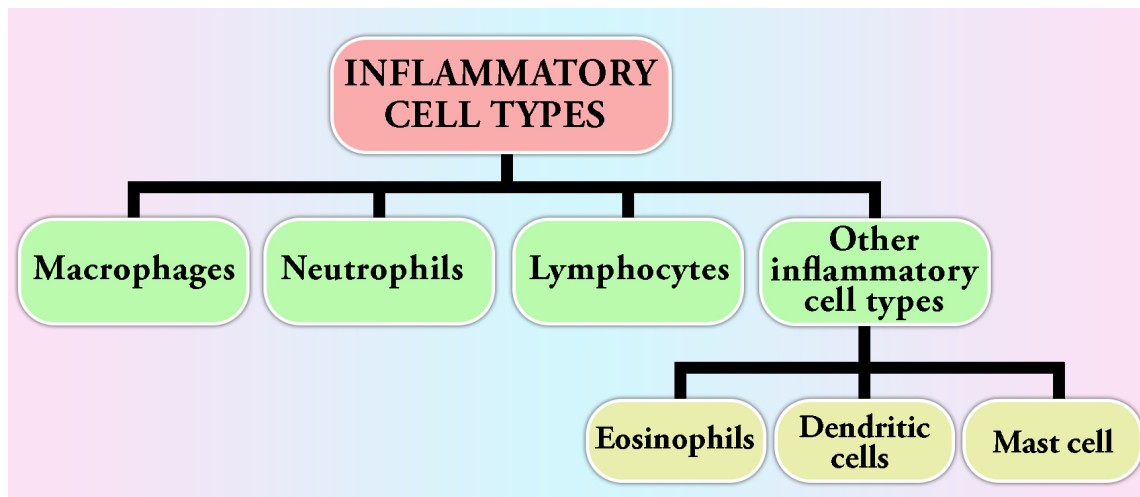 INFLAMMATORY
CELL TYPES
Macrophages
Neutrophils
Lymphocytes
Other
inflammatory
cell types
Eosinophils
Dendritic
cells
Mast cell